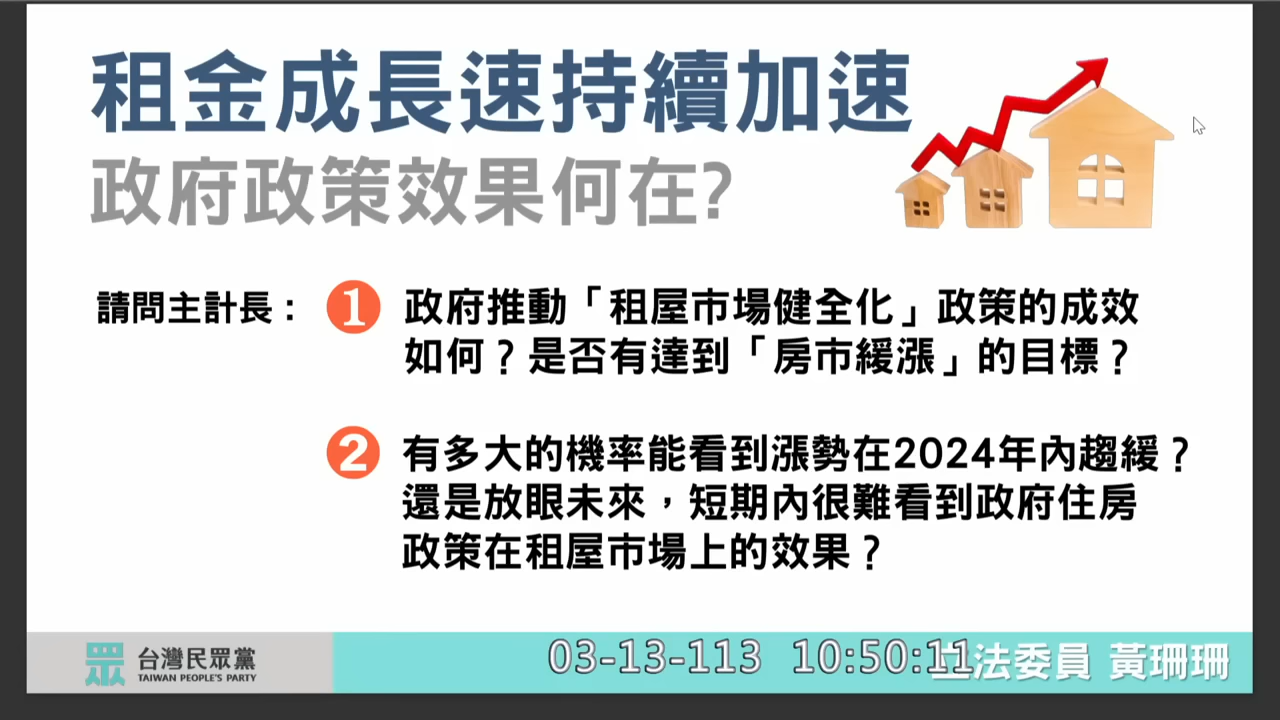 租金成長速持續加速
政府政策效果何在?
請問主計長：
1 政府推動「租屋市場健全化」政策的成效
如何？是否有達到「房市緩漲」的目標？
2 有多大的機率能看到漲勢在2024年內趨緩？
還是放眼未來，短期內很難看到政府住房
政策在租屋市場上的效果？
眾 台灣民眾黨
TAIWAN PEOPLE'S PARTY
03-13-113 10:50:11
立法委員 黃珊珊